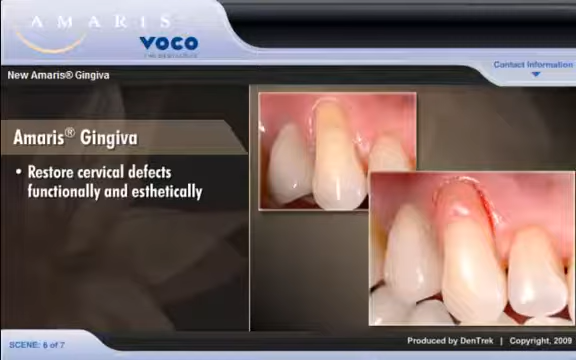 AMARIS
VOCO
Contact Information
New Amaris® Gingiva
Amaris® Gingiva
• Restore cervical defects
functionally and esthetically
SCENE: 6 of 7
Produced by DenTrek | Copyright, 2009